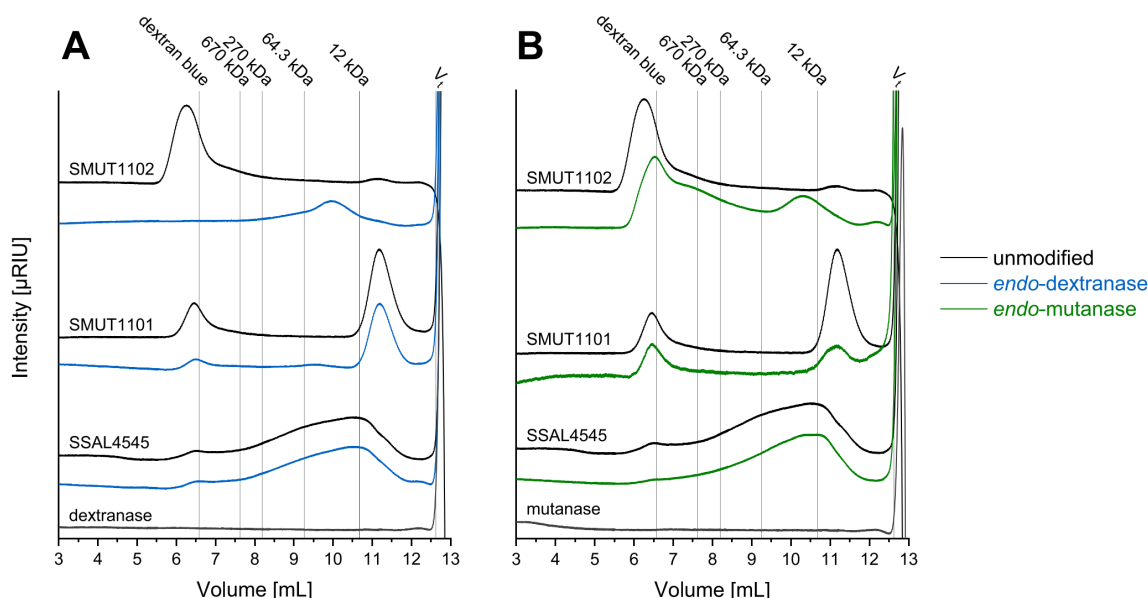 A
dextran blue
670 kDa
270 kDa
64.3 kDa
12 kDa
Vt
SMUT1102
SMUT1101
SSAL4545
dextranase
3 4 5 6 7 8 9 10 11 12 13
Volume [mL]
Intensity [µRIU]
B
dextran blue
670 kDa
270 kDa
64.3 kDa
12 kDa
Vt
SMUT1102
SMUT1101
SSAL4545
mutanase
3 4 5 6 7 8 9 10 11 12 13
Volume [mL]
unmodified
endo-dextranase
endo-mutanase